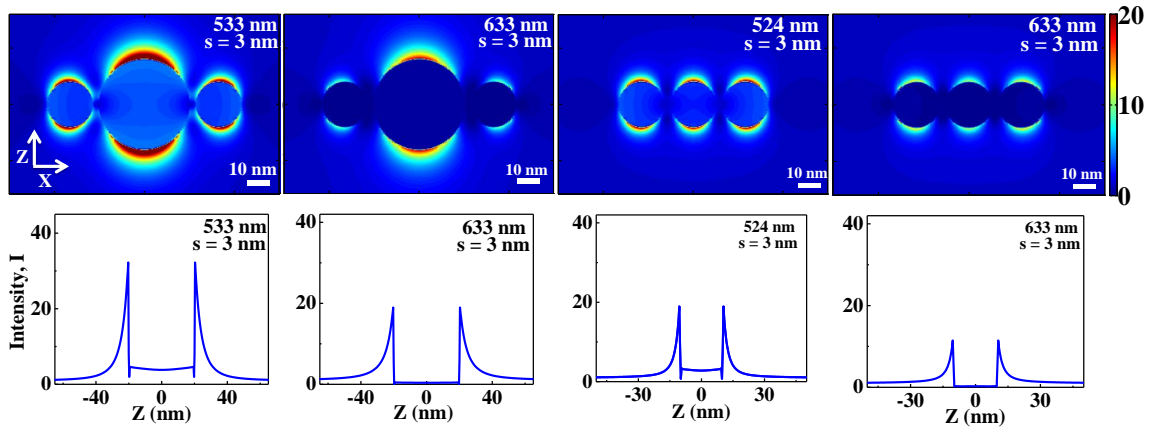 533 nm
s = 3 nm
Z
X
10 nm
633 nm
s = 3 nm
10 nm
524 nm
s = 3 nm
10 nm
633 nm
s = 3 nm
10 nm
20
10
0
Intensity, I
40
20
0
-40
0
40
Z (nm)
533 nm
s = 3 nm
40
20
0
-40
0
40
Z (nm)
633 nm
s = 3 nm
40
20
0
-30
0
30
Z (nm)
524 nm
s = 3 nm
40
20
0
-30
0
30
Z (nm)
633 nm
s = 3 nm